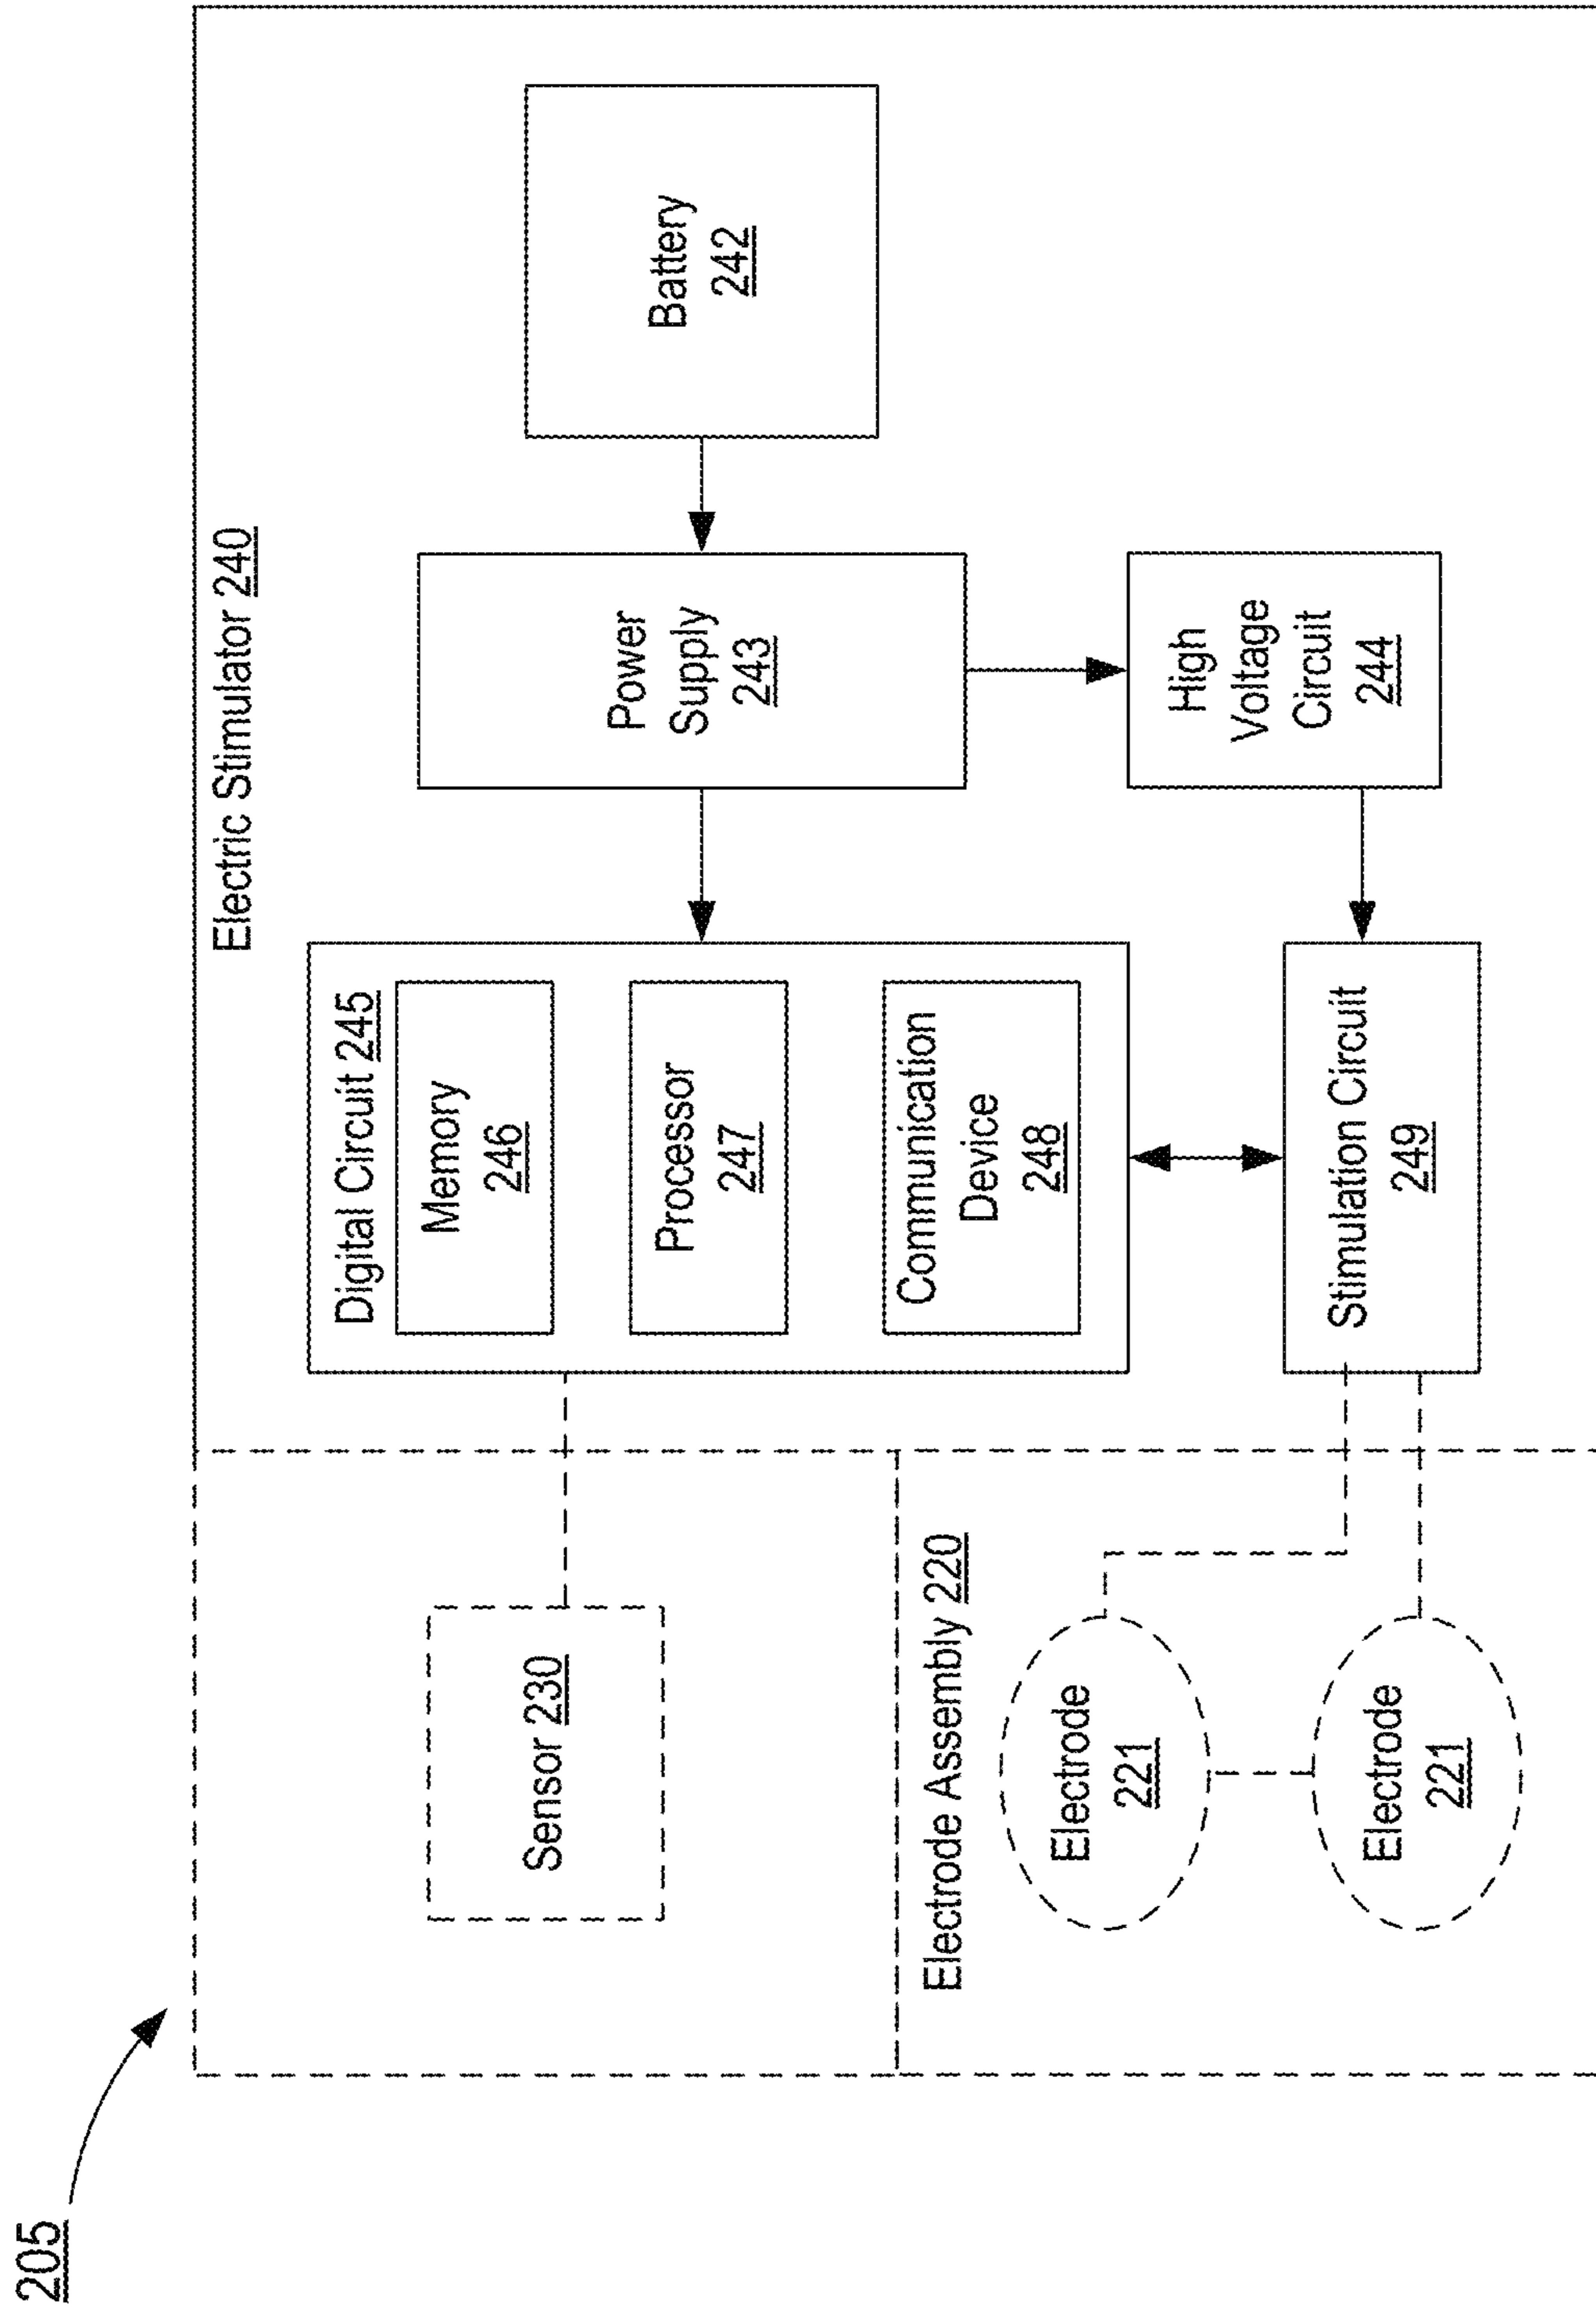 205
Electric Stimulator 240
Sensor 230
Digital Circuit 245
Memory
246
Processor
247
Communication
Device
248
Power
Supply
243
Battery
242
Electrode Assembly 220
Electrode
221
Electrode
221
Stimulation Circuit
249
High
Voltage
Circuit
244